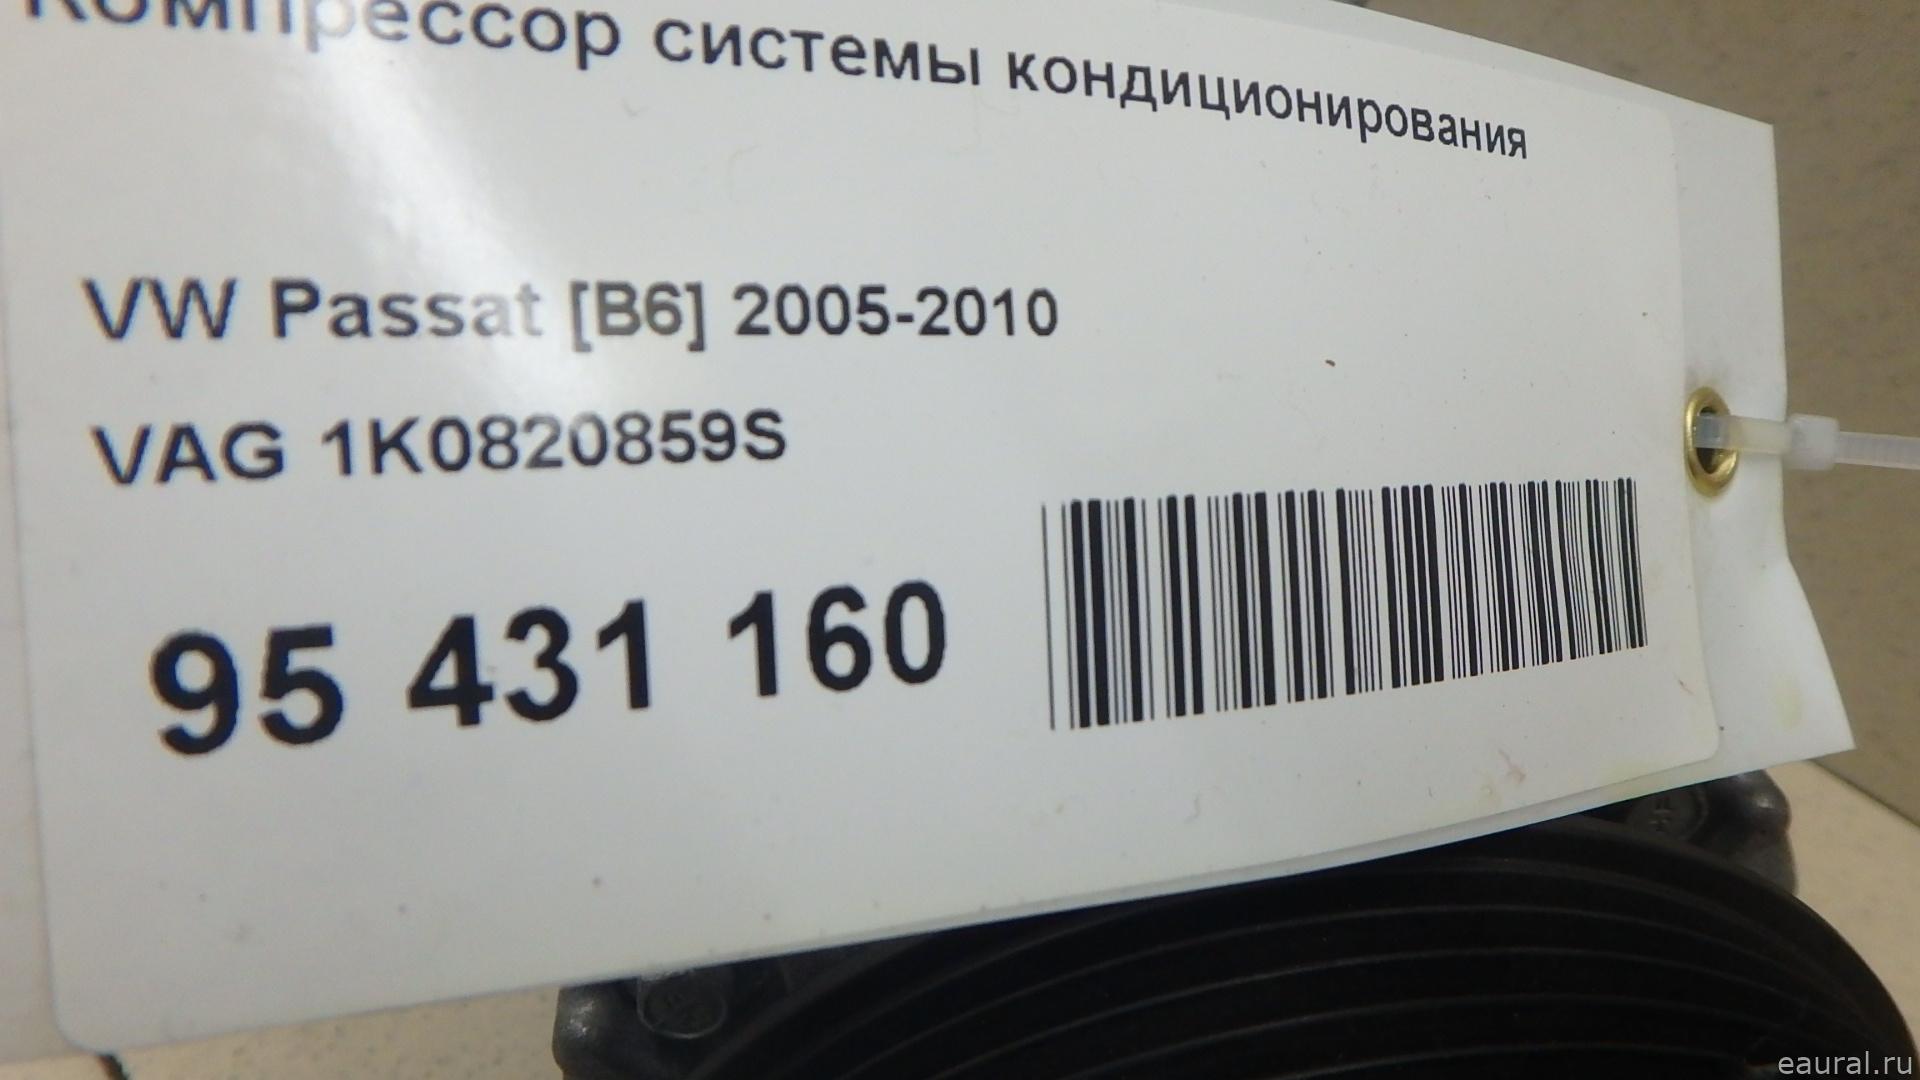 Компрессор системы кондиционирования
VW Passat [B6] 2005-2010
VAG 1K0820859S
95 431 160
eaural.ru